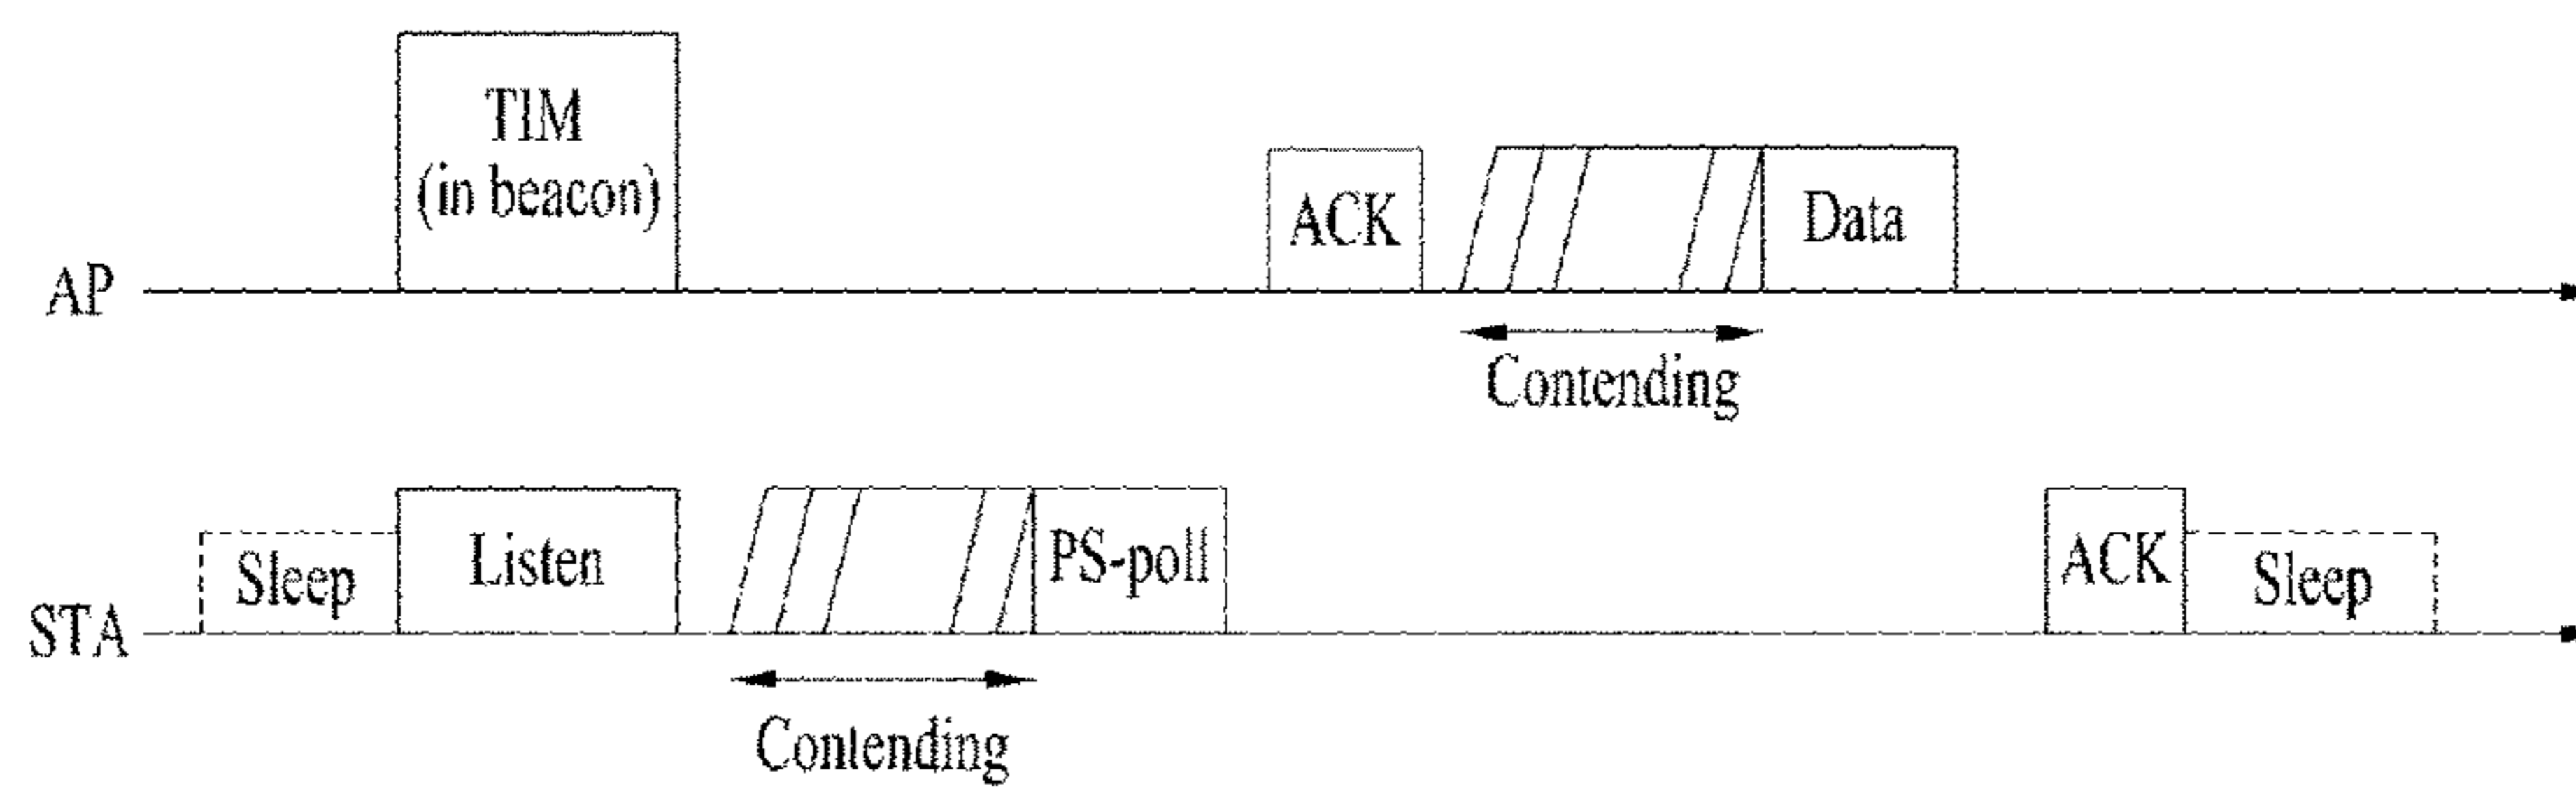 TIM
(in beacon)
ACK
Data
AP
Contending
Sleep
Listen
PS-poll
ACK
Sleep
STA
Contending